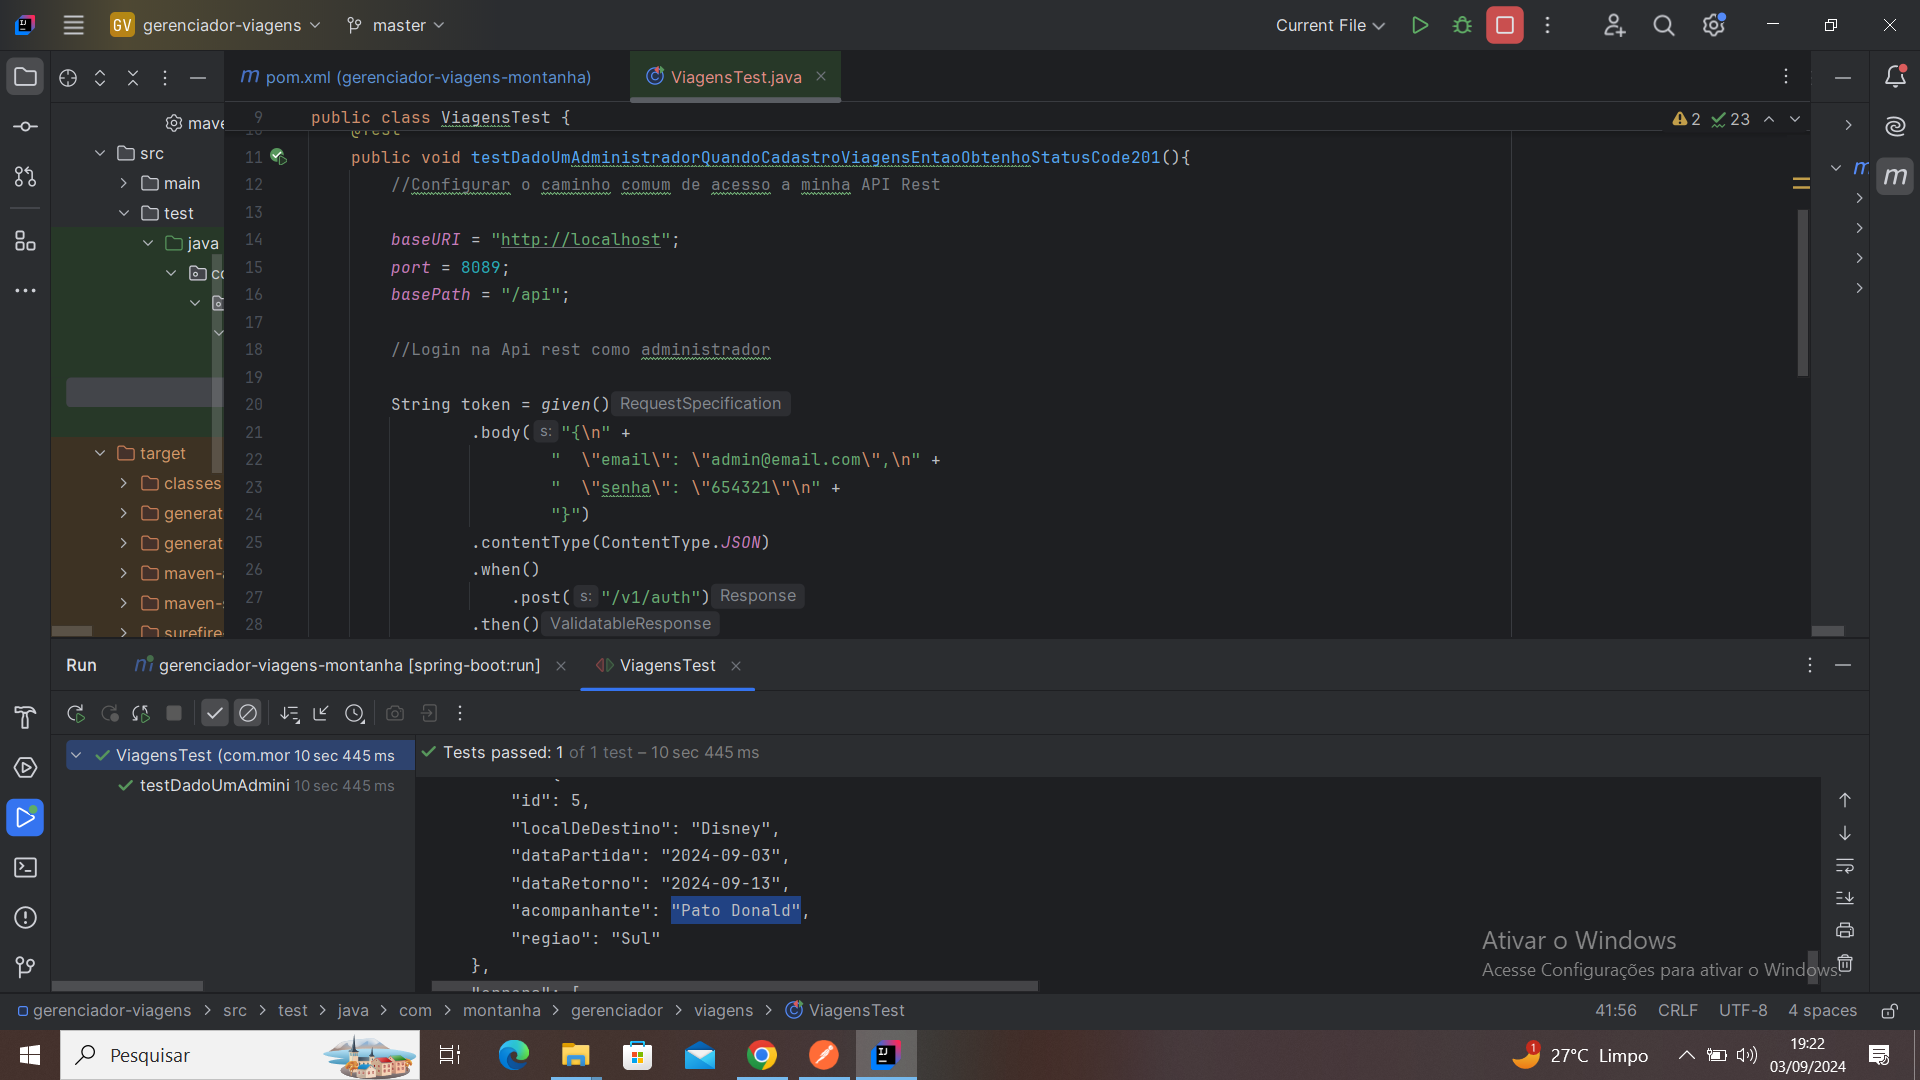 GV gerenciador-viagens master Current File
pom.xml (gerenciador-viagens-montanha) ViagensTest.java
9 public class ViagensTest { 2 23
10 @Test
11 public void testDadoUmAdministradorQuandoCadastroViagensEntaoObtenhoStatusCode201(){
12 //Configurar o caminho comum de acesso a minha API Rest
13
14 baseURI = "http://localhost";
15 port = 8089;
16 basePath = "/api";
17
18 //Login na Api rest como administrador
19
20 String token = given() RequestSpecification
21 .body( s: "{\n" +
22 "  \"email\": \"admin@email.com\",\n" +
23 "  \"senha\": \"654321\"\n" +
24 "}")
25 .contentType(ContentType.JSON)
26 .when()
27 .post( s: "/v1/auth") Response
28 .then() ValidatableResponse
src
main
test
java
target
classes
Run gerenciador-viagens-montanha [spring-boot:run] ViagensTest
ViagensTest (com.mor 10 sec 445 ms
testDadoUmAdmini 10 sec 445 ms
Tests passed: 1 of 1 test – 10 sec 445 ms
{
"id": 5,
"localDeDestino": "Disney",
"dataPartida": "2024-09-03",
"dataRetorno": "2024-09-13",
"acompanhante": "Pato Donald",
"regiao": "Sul"
},
Ativar o Windows
Acesse Configurações para ativar o Windows.
gerenciador-viagens > src > test > java > com > montanha > gerenciador > viagens > ViagensTest 41:56 CRLF UTF-8 4 spaces
Pesquisar 1 27°C Limpo 19:22
03/09/2024